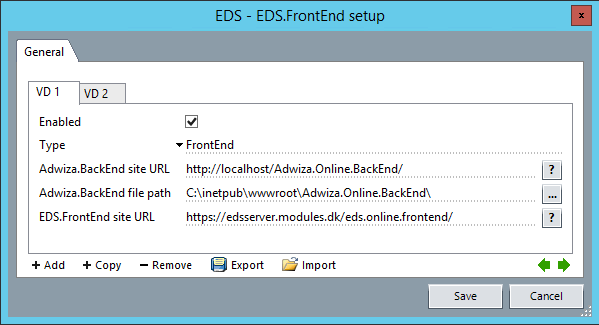 EDS - EDS.FrontEnd setup
x
General
VD 1 VD 2
Enabled
Type FrontEnd
Adwiza.BackEnd site URL http://localhost/Adwiza.Online.BackEnd/ ?
Adwiza.BackEnd file path C:\inetpub\wwwroot\Adwiza.Online.BackEnd\ ...
EDS.FrontEnd site URL https://edsserver.modules.dk/eds.online.frontend/ ?
+ Add + Copy − Remove Export Import
Save Cancel